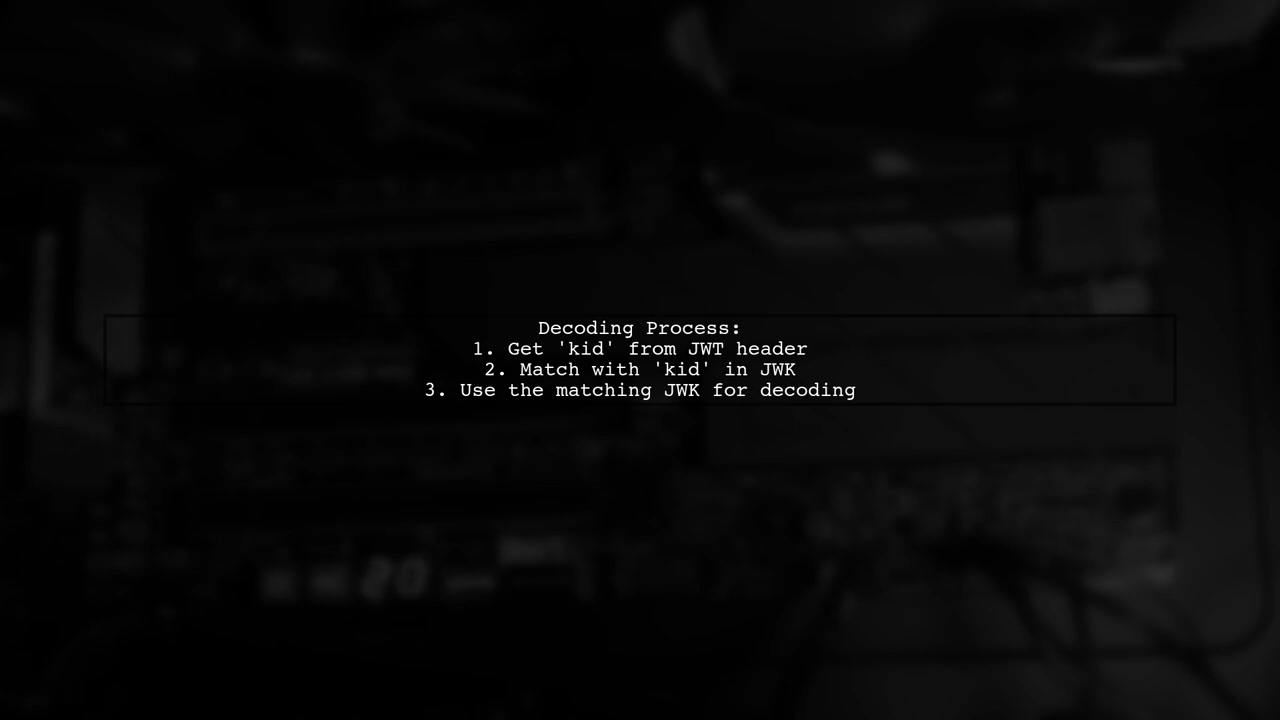 Decoding Process:
1. Get 'kid' from JWT header
2. Match with 'kid' in JWK
3. Use the matching JWK for decoding
20